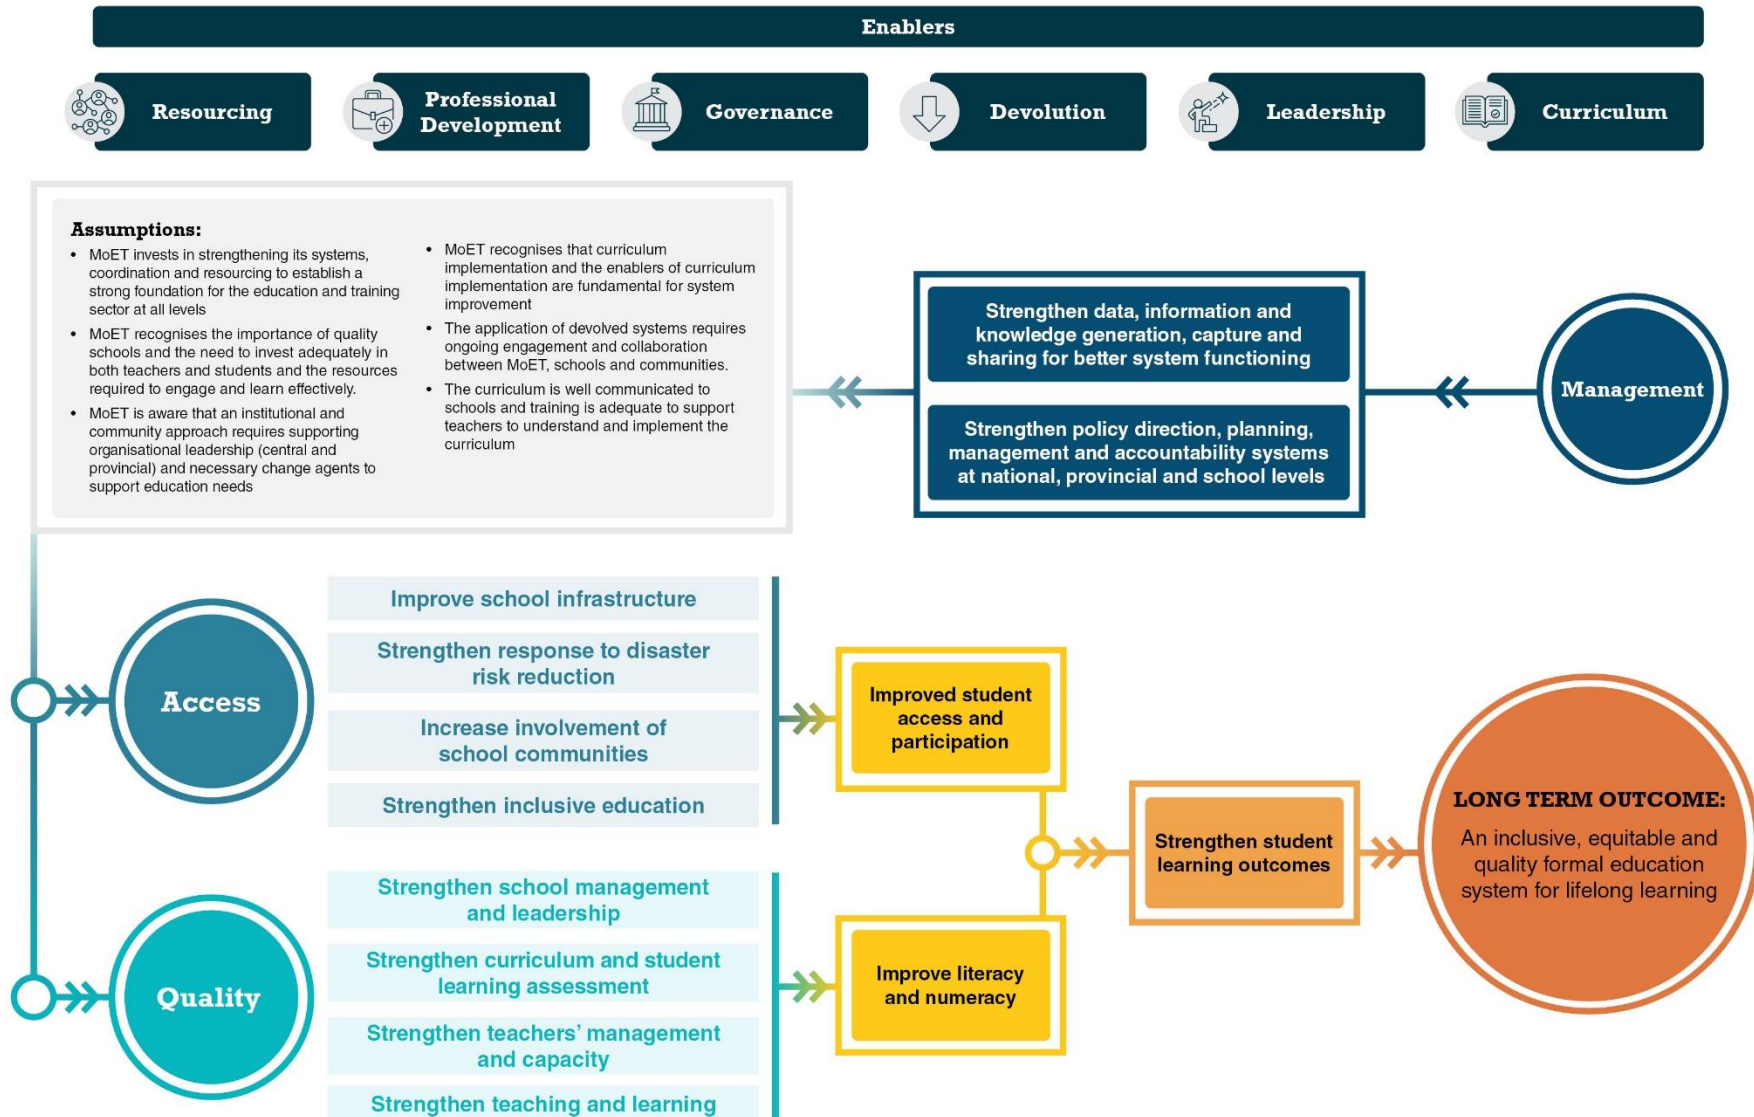 Enablers
Resourcing
Professional
Development
Governance
Devolution
Leadership
Curriculum
Assumptions:
• MoET invests in strengthening its systems,
coordination and resourcing to establish a
strong foundation for the education and training
sector at all levels
• MoET recognises the importance of quality
schools and the need to invest adequately in
both teachers and students and the resources
required to engage and learn effectively.
• MoET is aware that an institutional and
community approach requires supporting
organisational leadership (central and
provincial) and necessary change agents to
support education needs
• MoET recognises that curriculum
implementation and the enablers of curriculum
implementation are fundamental for system
improvement
• The application of devolved systems requires
ongoing engagement and collaboration
between MoET, schools and communities.
• The curriculum is well communicated to
schools and training is adequate to support
teachers to understand and implement the
curriculum
Strengthen data, information and
knowledge generation, capture and
sharing for better system functioning
Strengthen policy direction, planning,
management and accountability systems
at national, provincial and school levels
Management
Access
Improve school infrastructure
Strengthen response to disaster
risk reduction
Increase involvement of
school communities
Strengthen inclusive education
Improved student
access and
participation
Quality
Strengthen school management
and leadership
Strengthen curriculum and student
learning assessment
Strengthen teachers’ management
and capacity
Strengthen teaching and learning
Improve literacy
and numeracy
Strengthen student
learning outcomes
LONG TERM OUTCOME:
An inclusive, equitable and
quality formal education
system for lifelong learning